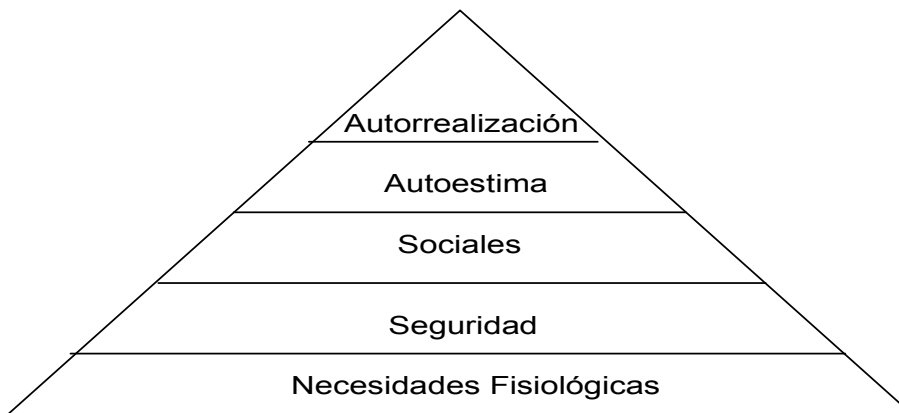 Autorrealización
Autoestima
Sociales
Seguridad
Necesidades Fisiológicas